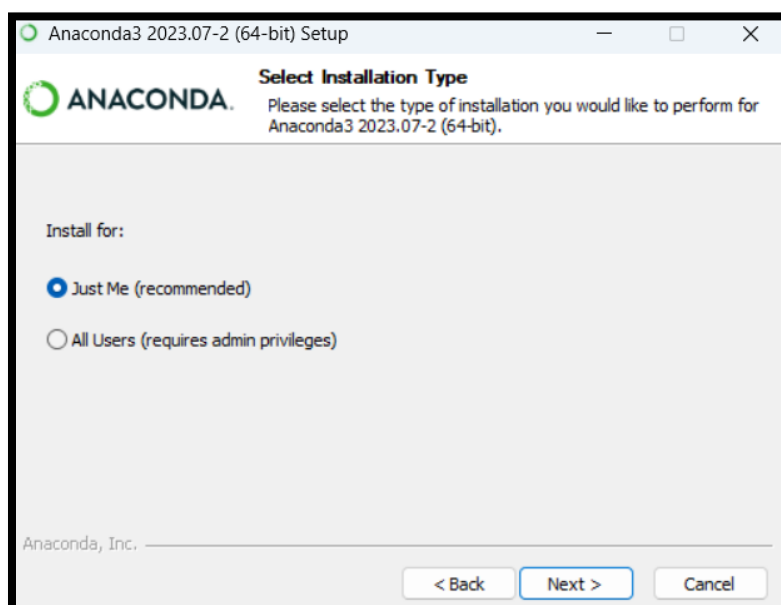 Anaconda3 2023.07-2 (64-bit) Setup
ANACONDA.
Select Installation Type
Please select the type of installation you would like to perform for
Anaconda3 2023.07-2 (64-bit).
Install for:
Just Me (recommended)
All Users (requires admin privileges)
Anaconda, Inc.
< Back
Next >
Cancel